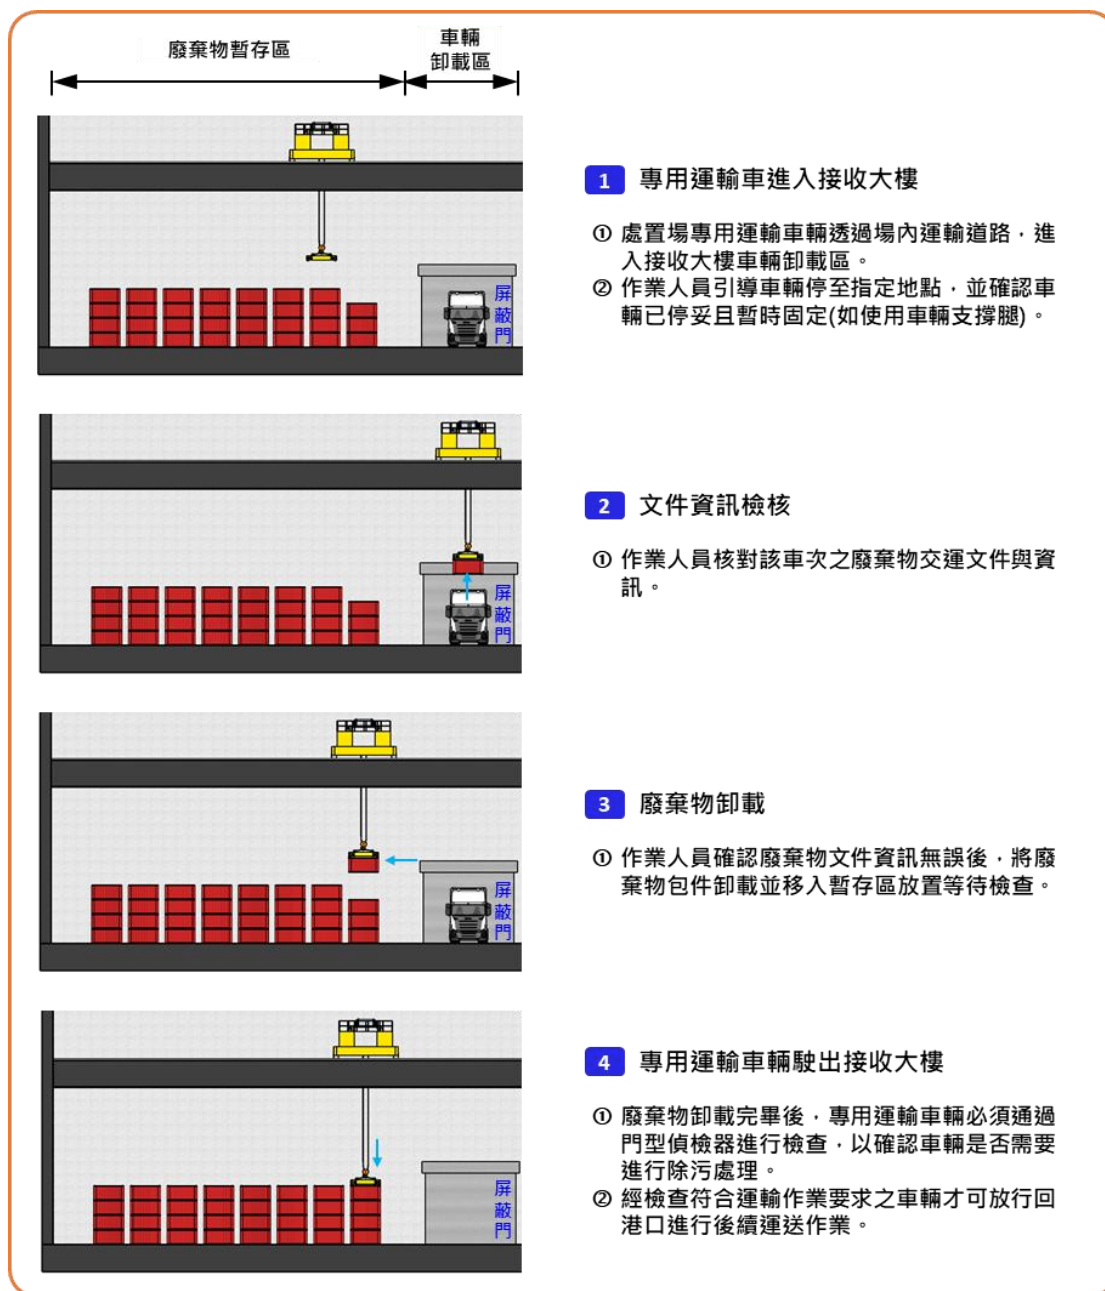 廢棄物暫存區
車輛
卸載區
屏
蔽
門
1 專用運輸車進入接收大樓
① 處置場專用運輸車輛透過場內運輸道路，進
入接收大樓車輛卸載區。
② 作業人員引導車輛停至指定地點，並確認車
輛已停妥且暫時固定(如使用車輛支撐腿)。
屏
蔽
門
2 文件資訊檢核
① 作業人員核對該車次之廢棄物交運文件與資
訊。
屏
蔽
門
3 廢棄物卸載
① 作業人員確認廢棄物文件資訊無誤後，將廢
棄物包件卸載並移入暫存區放置等待檢查。
屏
蔽
門
4 專用運輸車輛駛出接收大樓
① 廢棄物卸載完畢後，專用運輸車輛必須通過
門型偵檢器進行檢查，以確認車輛是否需要
進行除污處理。
② 經檢查符合運輸作業要求之車輛才可放行回
港口進行後續運送作業。